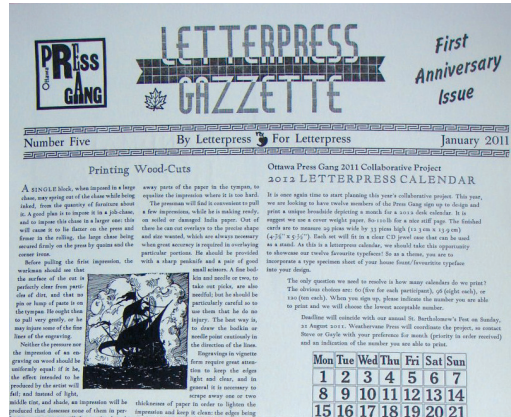 Ottawa
PRESS
GANG
LETTERPRESS
GAZZETTE
First
Anniversary
Issue
Number Five
By Letterpress For Letterpress
January 2011
Printing Wood-Cuts
A SINGLE block, when imposed in a large
chase, may spring out of the chase while being
inked, from the quantity of furniture about
it. A good plan is to impose it in a job-chase,
and to impose this chase in a larger one: this
will cause it to lie flatter on the press and
firmer in the rolling, the large chase being
secured firmly on the press by quoins and the
corner irons.
Before pulling the first impression, the
workman should see that
the surface of the cut is
perfectly clear from parti-
cles of dirt, and that no
pin or lump of paste is on
the tympan. He ought then
to pull very gently, or he
may injure some of the fine
lines of the engraving.
Neither the pressure nor
the impression of an en-
graving on wood should be
uniformly equal: if it be,
the effect intended to be
produced by the artist will
fail; and instead of light,
middle tint, and shade, an impression will be
produced that possesses none of them in per-
away parts of the paper in the tympan, to
equalise the impression where it is too hard.
The pressman will find it convenient to pull
a few impressions, while he is making ready,
on soiled or damaged India paper. Out of
these he can cut overlays to the precise shape
and size wanted, which are always necessary
when great accuracy is required in overlaying
particular portions. He should be provided
with a sharp penknife and a pair of good
small scissors. A fine bod-
kin and needle or two, to
take out picks, are also
needful; but he should be
particularly careful so to
use them that he do no
injury. The best way is,
to draw the bodkin or
needle point cautiously in
the direction of the lines.
Engravings in vignette
form require great atten-
tion to keep the edges
light and clear, and in
general it is necessary to
scrape away one or two
thicknesses of paper in order to lighten the
impression and keep it clean; the edges being
Ottawa Press Gang 2011 Collaborative Project
2012 LETTERPRESS CALENDAR
It is once again time to start planning this year's collaborative project. This year,
we are looking to have twelve members of the Press Gang sign up to design and
print a unique broadside depicting a month for a 2012 desk calendar. It is
suggest we use a cover weight paper, 80 - 110lb for a nice stiff page. The finished
cards are to measure 29 picas wide by 33 picas high (12.3 cm x 13.9 cm)
(4-7/8" x 5-1/2"). Each set will fit in a clear CD jewel case that can be used
as a stand. As this is a letterpress calendar, we should take this opportunity
to showcase our twelve favourite typefaces! So as a theme, you are to
incorporate a type specimen chart of your house fount/favourite typeface
into your design.
The only question we need to resolve is how many calendars do we print?
The obvious choices are: 60 (five for each participant), 96 (eight each), or
120 (ten each). When you sign up, please indicate the number you are able
to print and we will choose the lowest acceptable number.
Deadline will coincide with our annual St. Bartholomew's Post on Sunday,
22 August 2011. Weathervane Press will coordinate the project, so contact
Steve or Gayle with your preference for month (priority in order received)
and an indication of the number you are able to print.
Mon Tue Wed Thu Fri Sat Sun
1 2 3 4 5 6 7
8 9 10 11 12 13 14
15 16 17 18 19 20 21